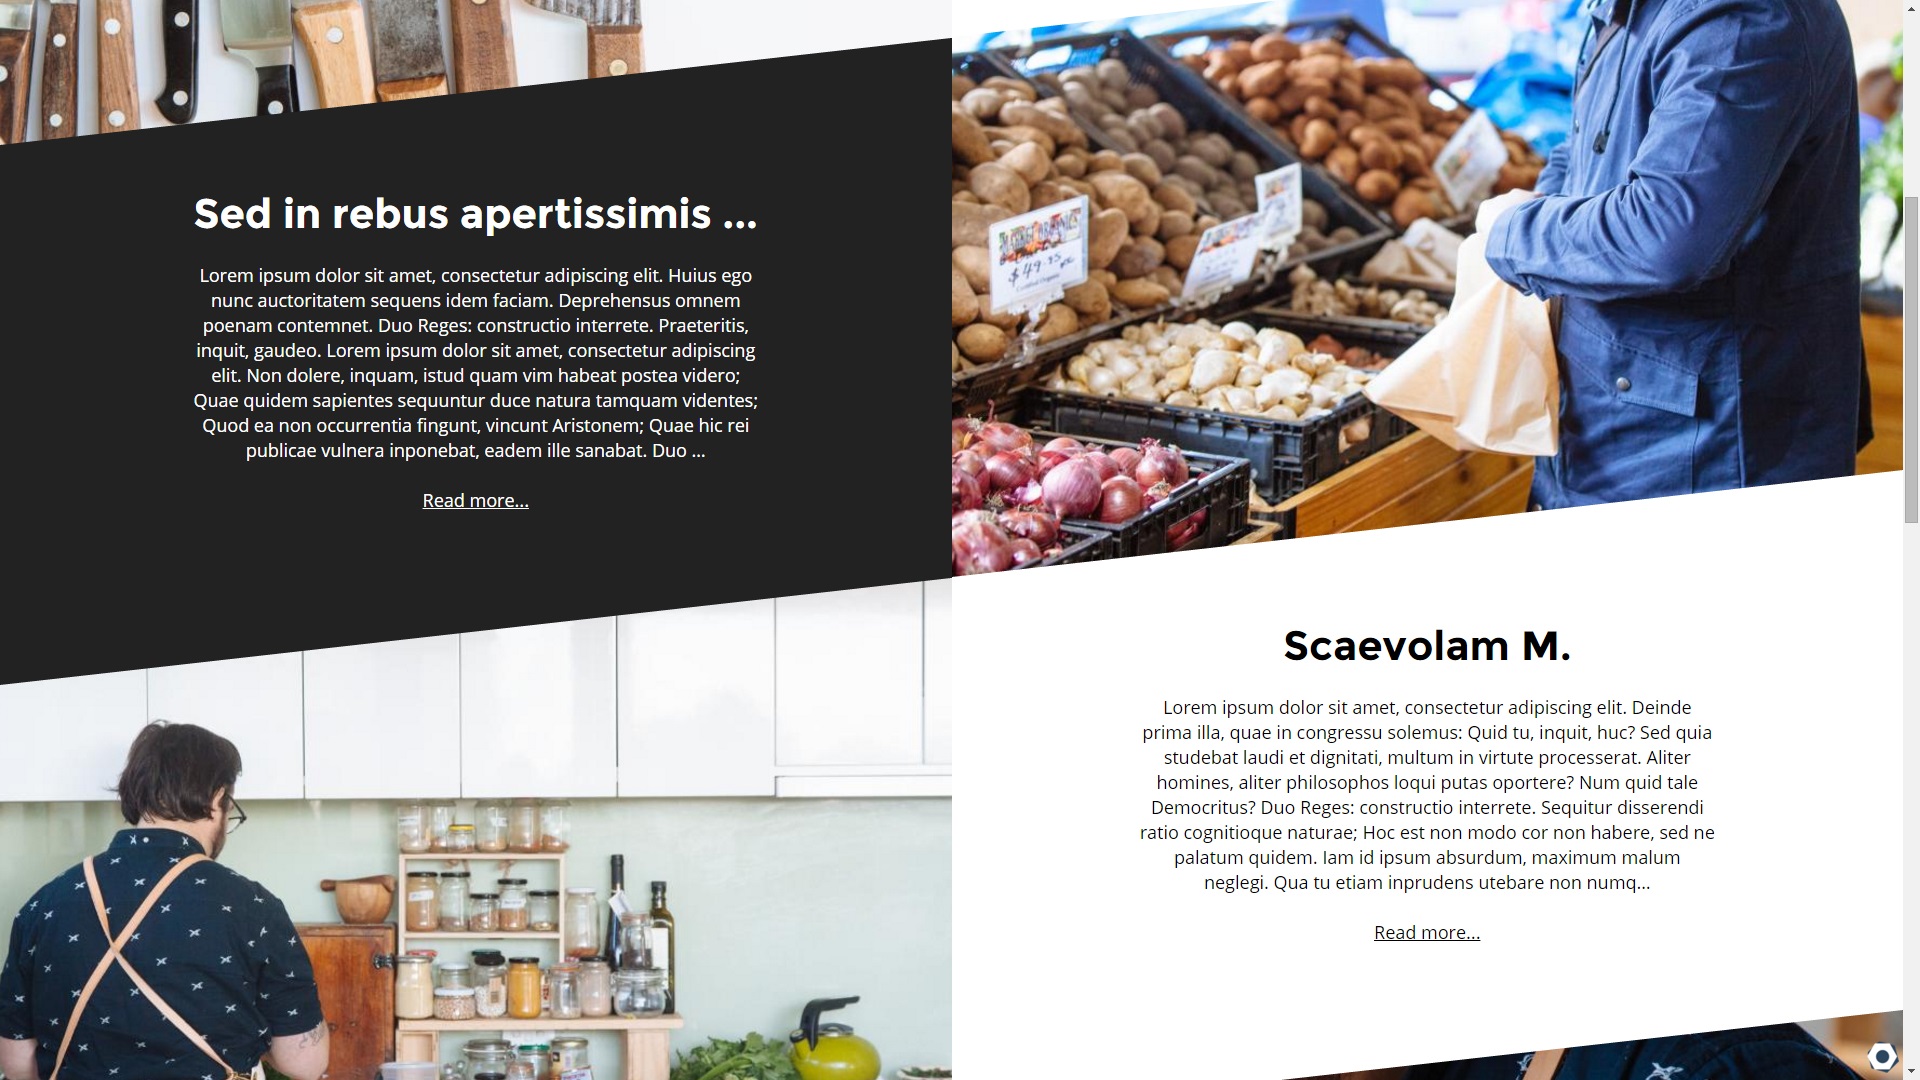 Sed in rebus apertissimis ...
Lorem ipsum dolor sit amet, consectetur adipiscing elit. Huius ego
nunc auctoritatem sequens idem faciam. Deprehensus omnem
poenam contemnet. Duo Reges: constructio interrete. Praeteritis,
inquit, gaudeo. Lorem ipsum dolor sit amet, consectetur adipiscing
elit. Non dolere, inquam, istud quam vim habeat postea videro;
Quae quidem sapientes sequuntur duce natura tamquam videntes;
Quod ea non occurrentia fingunt, vincunt Aristonem; Quae hic rei
publicae vulnera inponebat, eadem ille sanabat. Duo ...
Read more...
$49.95
Scaevolam M.
Lorem ipsum dolor sit amet, consectetur adipiscing elit. Deinde
prima illa, quae in congressu solemus: Quid tu, inquit, huc? Sed quia
studebat laudi et dignitati, multum in virtute processerat. Aliter
homines, aliter philosophos loqui putas oportere? Num quid tale
Democritus? Duo Reges: constructio interrete. Sequitur disserendi
ratio cognitioque naturae; Hoc est non modo cor non habere, sed ne
palatum quidem. Iam id ipsum absurdum, maximum malum
neglegi. Qua tu etiam inprudens utebare non numq...
Read more...